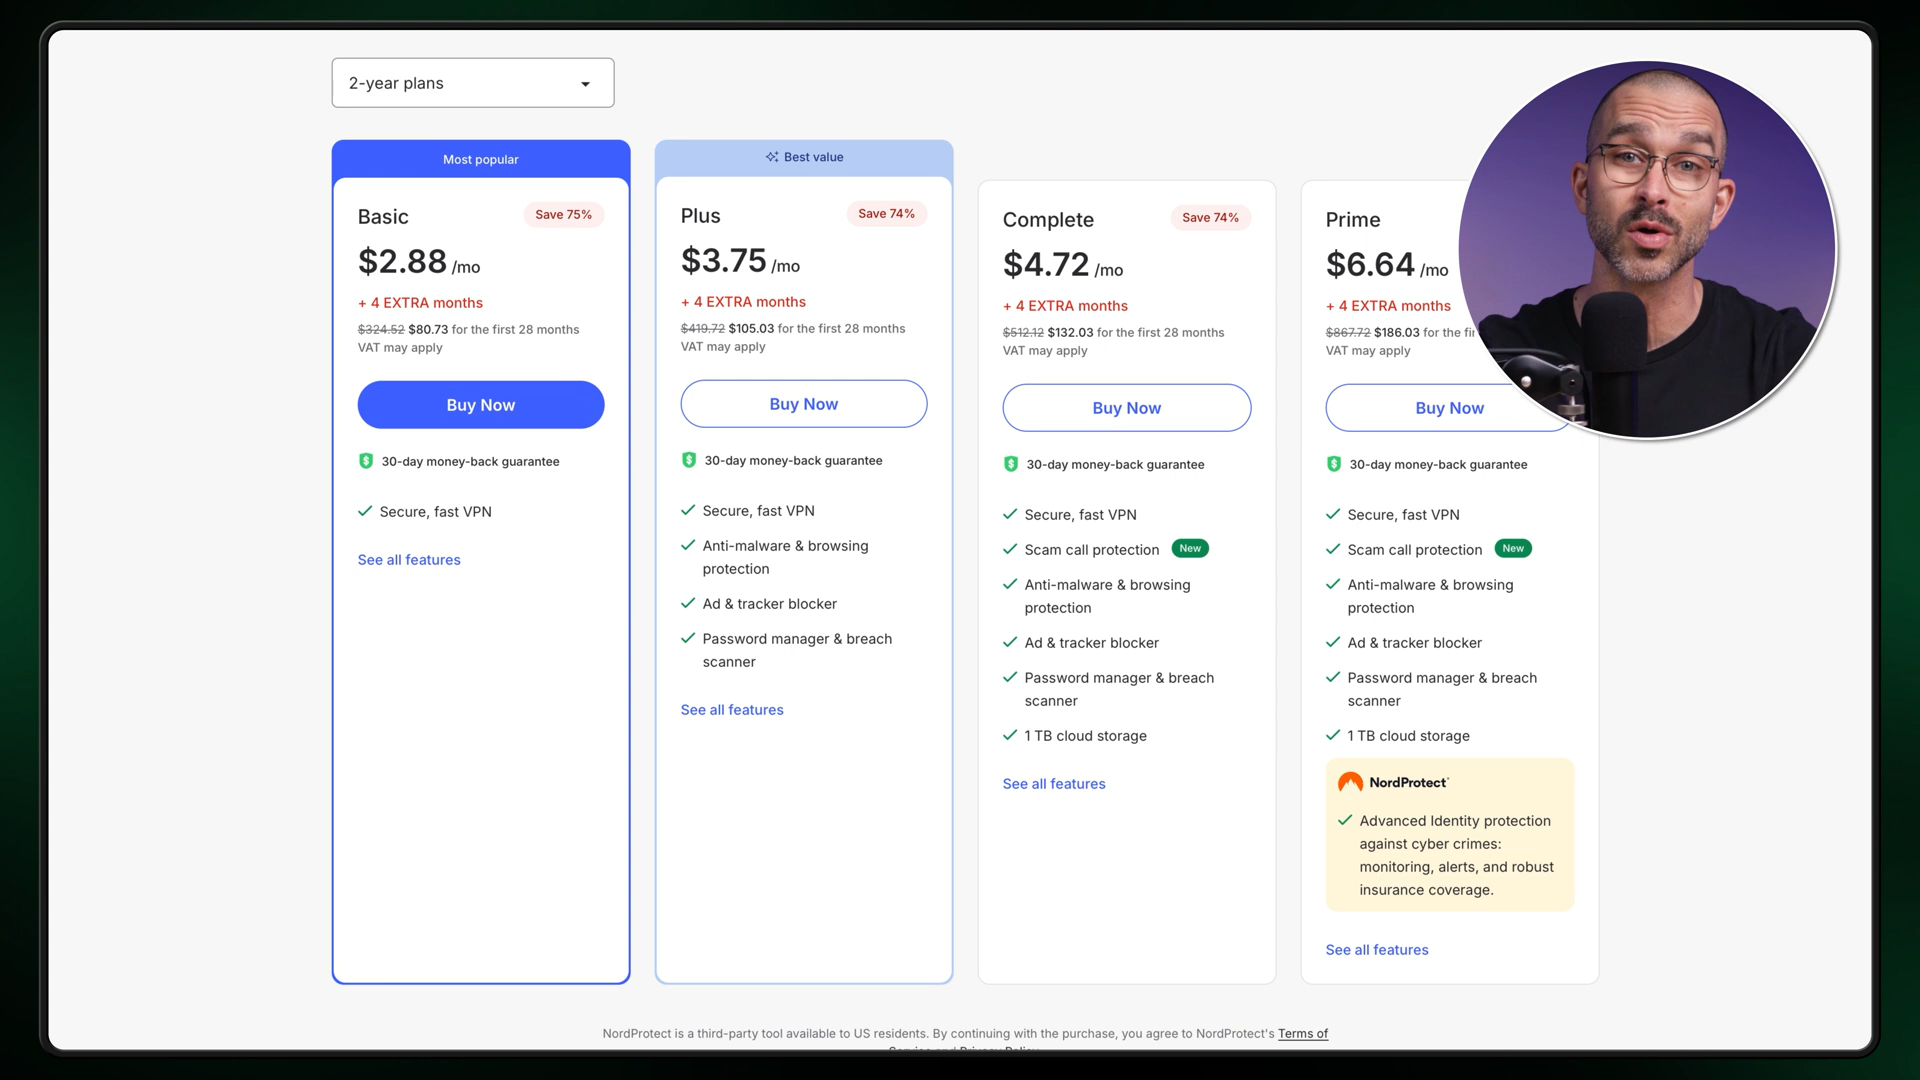 2-year plans
Most popular
Basic
Save 75%
$2.88 /mo
+ 4 EXTRA months
$324.52 $80.73 for the first 28 months
VAT may apply
Buy Now
30-day money-back guarantee
Secure, fast VPN
See all features
Best value
Plus
Save 74%
$3.75 /mo
+ 4 EXTRA months
$419.72 $105.03 for the first 28 months
VAT may apply
Buy Now
30-day money-back guarantee
Secure, fast VPN
Anti-malware & browsing
protection
Ad & tracker blocker
Password manager & breach
scanner
See all features
Complete
Save 74%
$4.72 /mo
+ 4 EXTRA months
$512.12 $132.03 for the first 28 months
VAT may apply
Buy Now
30-day money-back guarantee
Secure, fast VPN
Scam call protection New
Anti-malware & browsing
protection
Ad & tracker blocker
Password manager & breach
scanner
1 TB cloud storage
See all features
Prime
$6.64 /mo
+ 4 EXTRA months
$867.72 $186.03 for the
VAT may apply
Buy Now
30-day money-back guarantee
Secure, fast VPN
Scam call protection New
Anti-malware & browsing
protection
Ad & tracker blocker
Password manager & breach
scanner
1 TB cloud storage
NordProtect
Advanced Identity protection
against cyber crimes:
monitoring, alerts, and robust
insurance coverage.
See all features
NordProtect is a third-party tool available to US residents. By continuing with the purchase, you agree to NordProtect's Terms of